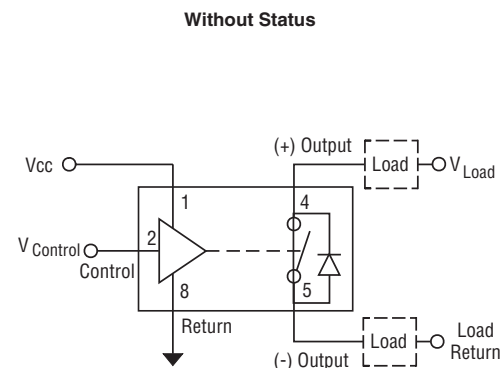 Without Status
(+) Output
Load
V Load
Vcc
1
4
V Control
2
Control
5
8
Return
(-) Output
Load
Load
Return